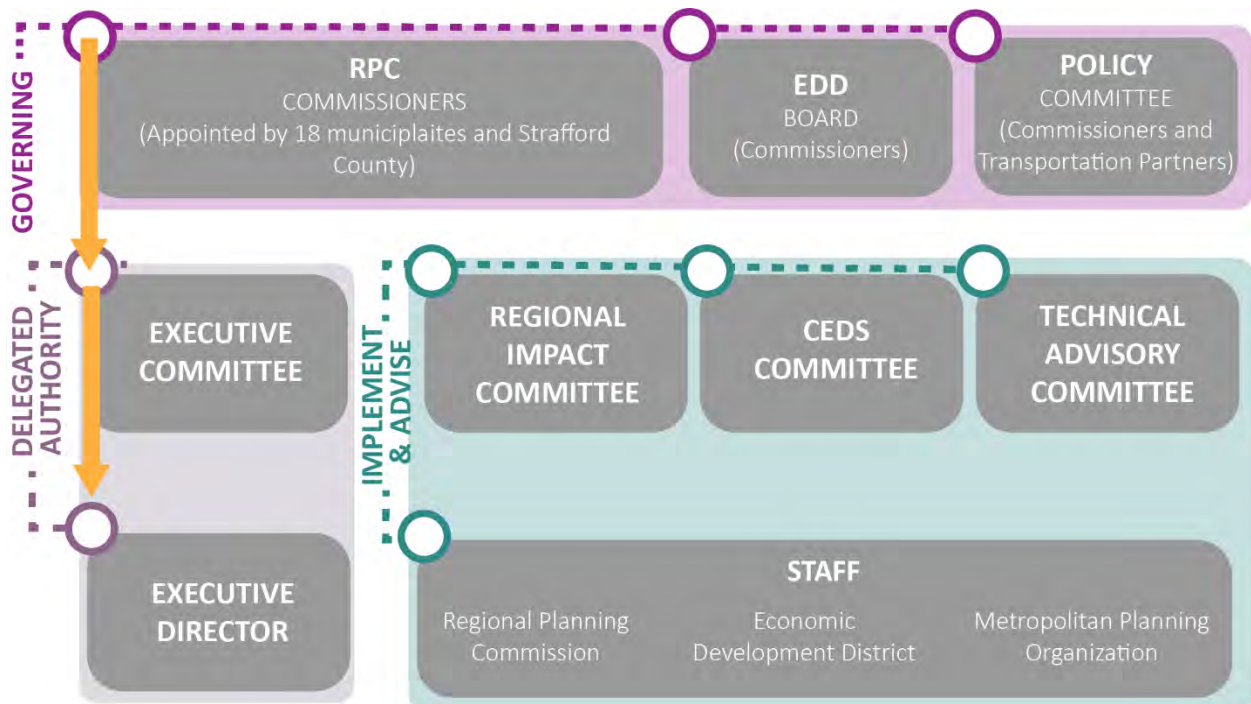 GOVERNING
RPC
COMMISSIONERS
(Appointed by 18 municiplaites and Strafford
County)
EDD
BOARD
(Commissioners)
POLICY
COMMITTEE
(Commissioners and
Transportation Partners)
DELEGATED
AUTHORITY
EXECUTIVE
COMMITTEE
EXECUTIVE
DIRECTOR
IMPLEMENT
& ADVISE
REGIONAL
IMPACT
COMMITTEE
CEDS
COMMITTEE
TECHNICAL
ADVISORY
COMMITTEE
STAFF
Regional Planning
Commission
Economic
Development District
Metropolitan Planning
Organization